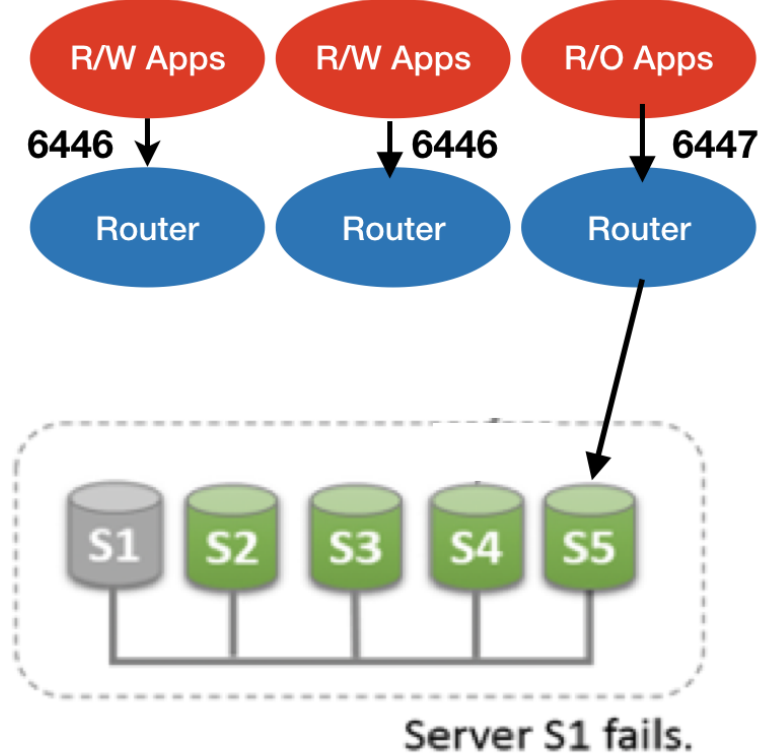 R/W Apps
R/W Apps
R/O Apps
6446
6446
6447
Router
Router
Router
S1
S2
S3
S4
S5
Server S1 fails.